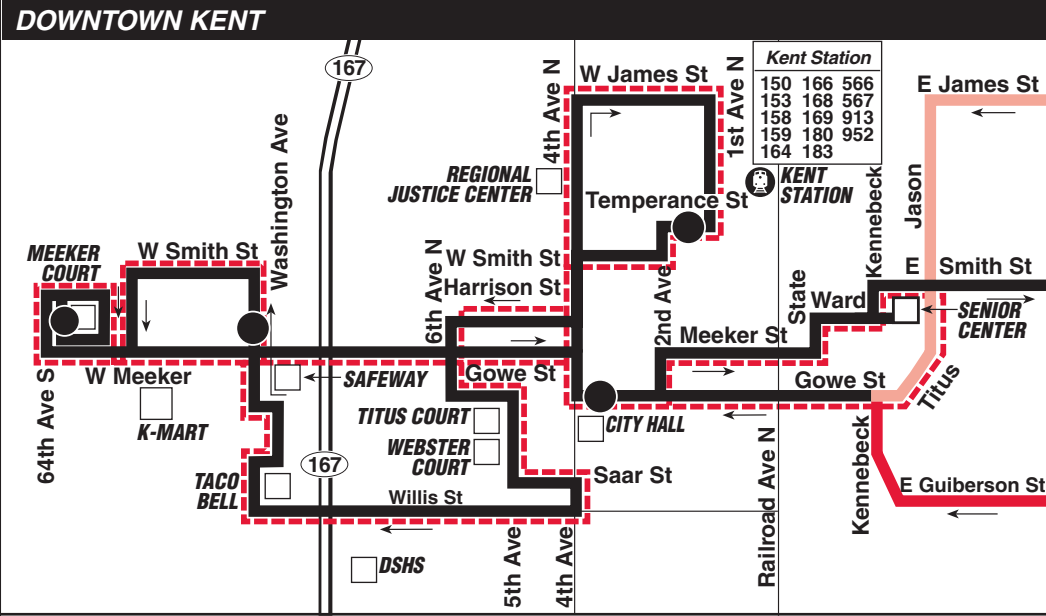 DOWNTOWN KENT
167
4th Ave N
W James St
1st Ave N
Kent Station
150 166 566
153 168 567
158 169 913
159 180 952
164 183
E James St
Washington Ave
REGIONAL
JUSTICE CENTER
KENT
STATION
Kennebeck
Jason
Temperance St
MEEKER
COURT
W Smith St
6th Ave N
W Smith St
Harrison St
2nd Ave
State
Ward
E Smith St
SENIOR
CENTER
Meeker St
64th Ave S
W Meeker
SAFEWAY
Gowe St
Gowe St
Titus
K-MART
TITUS COURT
CITY HALL
WEBSTER
COURT
TACO
BELL
167
Saar St
Willis St
Railroad Ave N
Kennebeck
E Guiberson St
DSHS
5th Ave
4th Ave